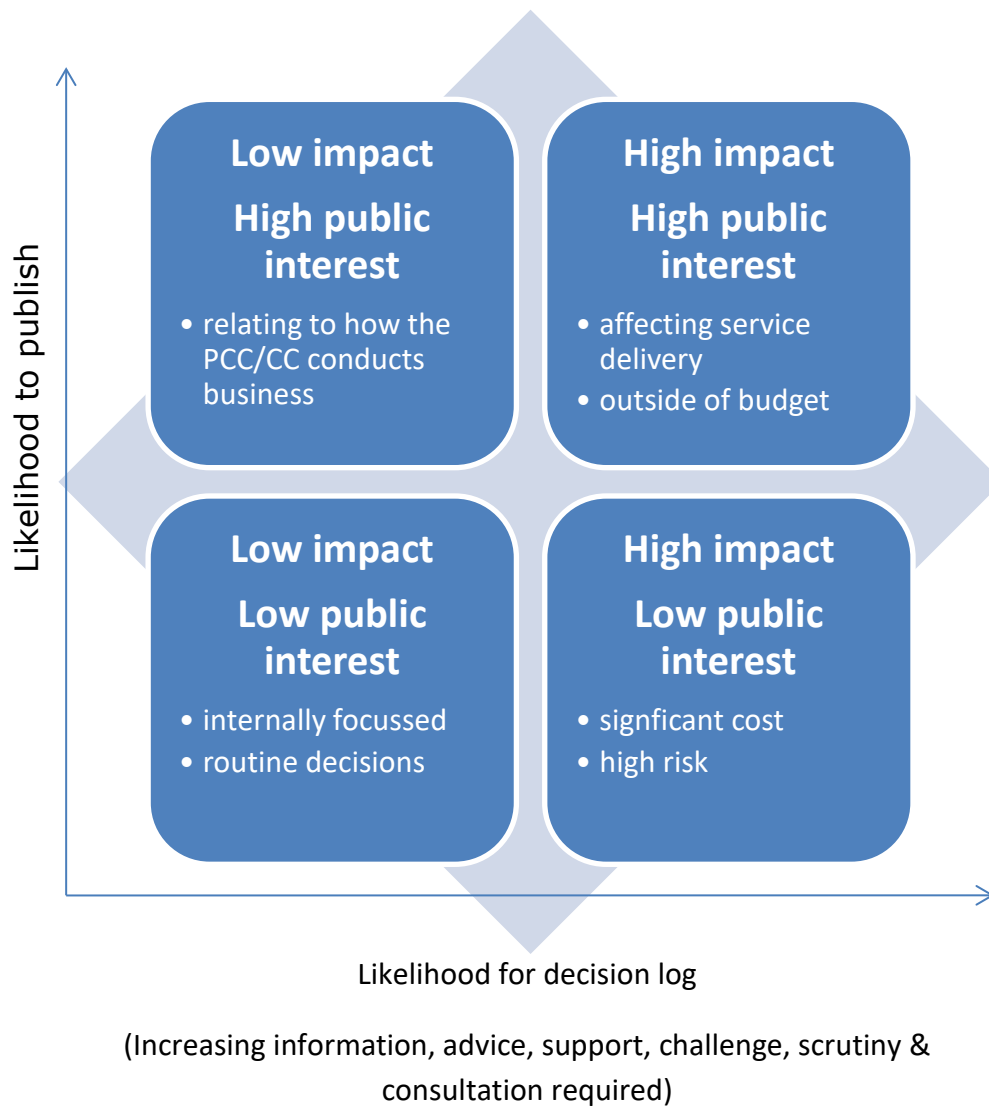 Likelihood to publish
Low impact
High public
interest
• relating to how the
PCC/CC conducts
business
High impact
High public
interest
• affecting service
delivery
• outside of budget
Low impact
Low public
interest
• internally focussed
• routine decisions
High impact
Low public
interest
• signficant cost
• high risk
Likelihood for decision log
(Increasing information, advice, support, challenge, scrutiny &
consultation required)